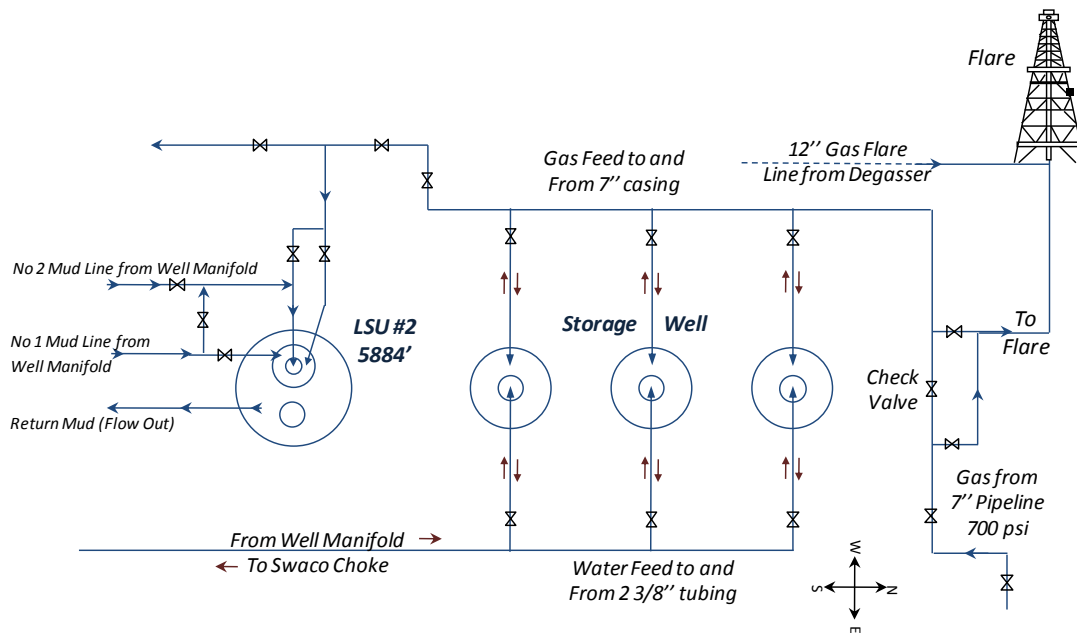 Flare
12’’ Gas Flare
Line from Degasser
Gas Feed to and
From 7’’ casing
No 2 Mud Line from Well Manifold
LSU #2
5884’
Storage Well
To
Flare
No 1 Mud Line from
Well Manifold
Check
Valve
Return Mud (Flow Out)
Gas from
7’’ Pipeline
700 psi
From Well Manifold
To Swaco Choke
Water Feed to and
From 2 3/8’’ tubing
W
S
N
E